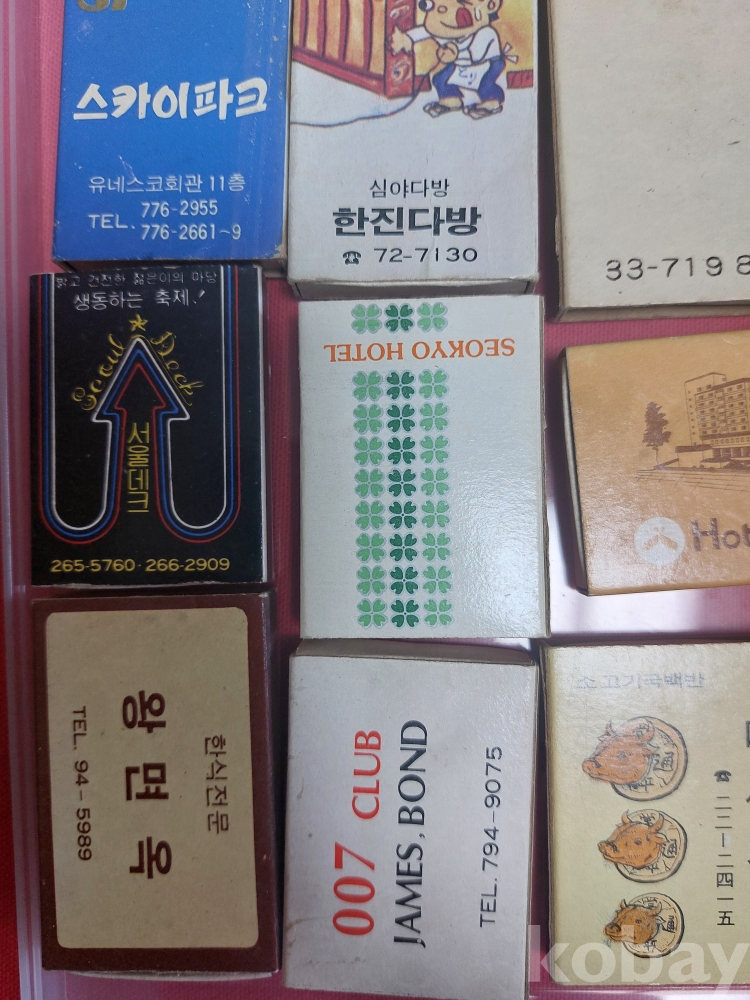 스카이파크
유네스코회관 11층
TEL. 776-2955
776-2661~9
심야다방
한진다방
☎ 72-7130
33-719
맑고 건전한 젊은이의 마당
생동하는 축제!
Seoul Deck
서울데크
265-5760 · 266-2909
SEOKYO HOTEL
한식전문
왕면옥
TEL. 94-5989
007 CLUB
JAMES, BOND
TEL. 794-9075
소고기국백반
☎ 二二一二四一五
kobay